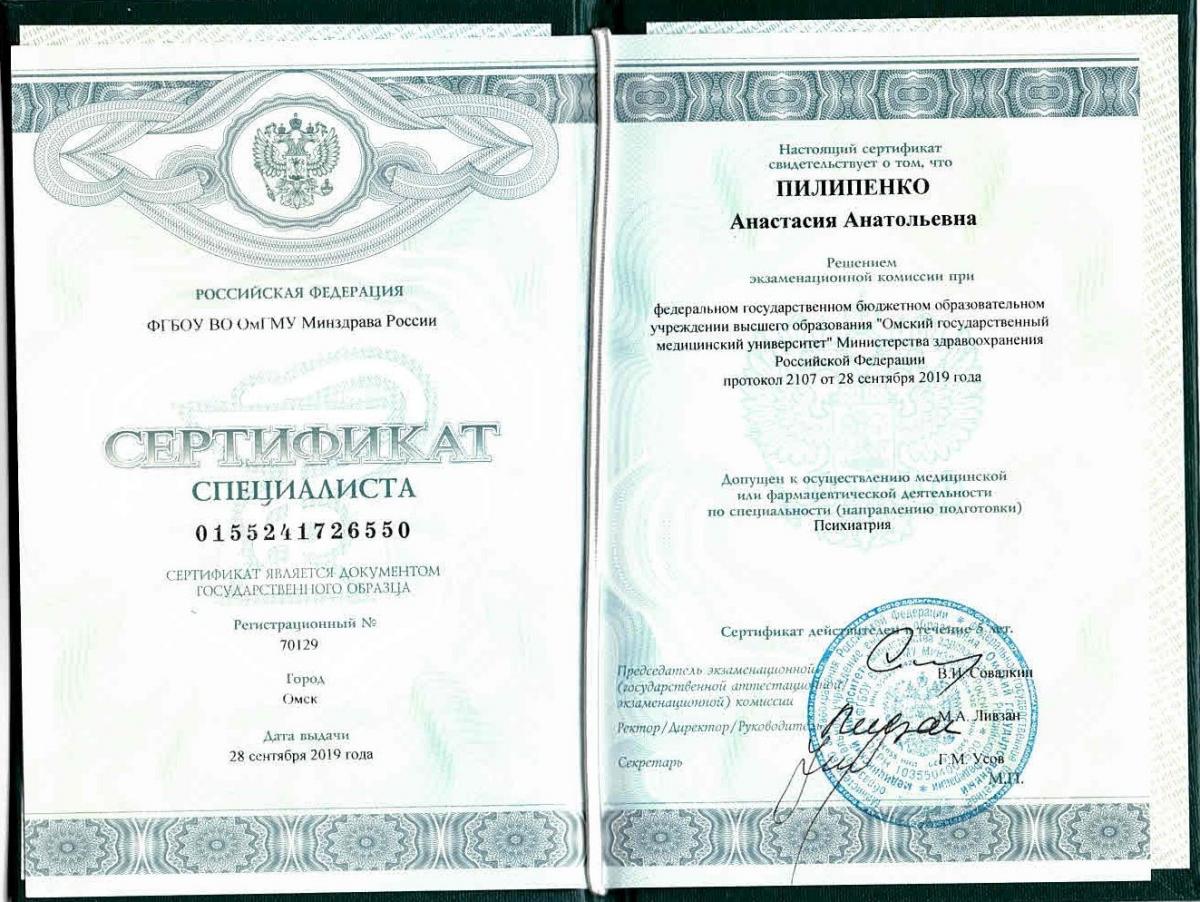 РОССИЙСКАЯ ФЕДЕРАЦИЯ
ФГБОУ ВО ОмГМУ Минздрава России
СЕРТИФИКАТ
СПЕЦИАЛИСТА
0155241726550
СЕРТИФИКАТ ЯВЛЯЕТСЯ ДОКУМЕНТОМ
ГОСУДАРСТВЕННОГО ОБРАЗЦА
Регистрационный №
70129
Город
Омск
Дата выдачи
28 сентября 2019 года
Настоящий сертификат
свидетельствует о том, что
ПИЛИПЕНКО
Анастасия Анатольевна
Решением
экзаменационной комиссии при
федеральном государственном бюджетном образовательном
учреждении высшего образования "Омский государственный
медицинский университет" Министерства здравоохранения
Российской Федерации
протокол 2107 от 28 сентября 2019 года
Допущен к осуществлению медицинской
или фармацевтической деятельности
по специальности (направлению подготовки)
Психиатрия
Сертификат действителен в течение 5 лет.
Председатель экзаменационной
(государственной аттестационной
экзаменационной) комиссии
В.И. Совалкин
Ректор/Директор/Руководитель
М.А. Ливзан
Секретарь
Г.М. Усов
М.П.